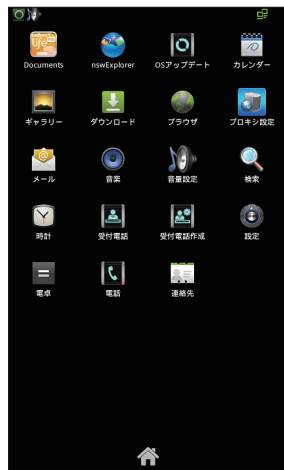 Documents
nswExplorer
OSアップデート
カレンダー
ギャラリー
ダウンロード
ブラウザ
プロキシ設定
メール
音楽
音量設定
検索
時計
受付電話
受付電話作成
設定
電卓
電話
連絡先